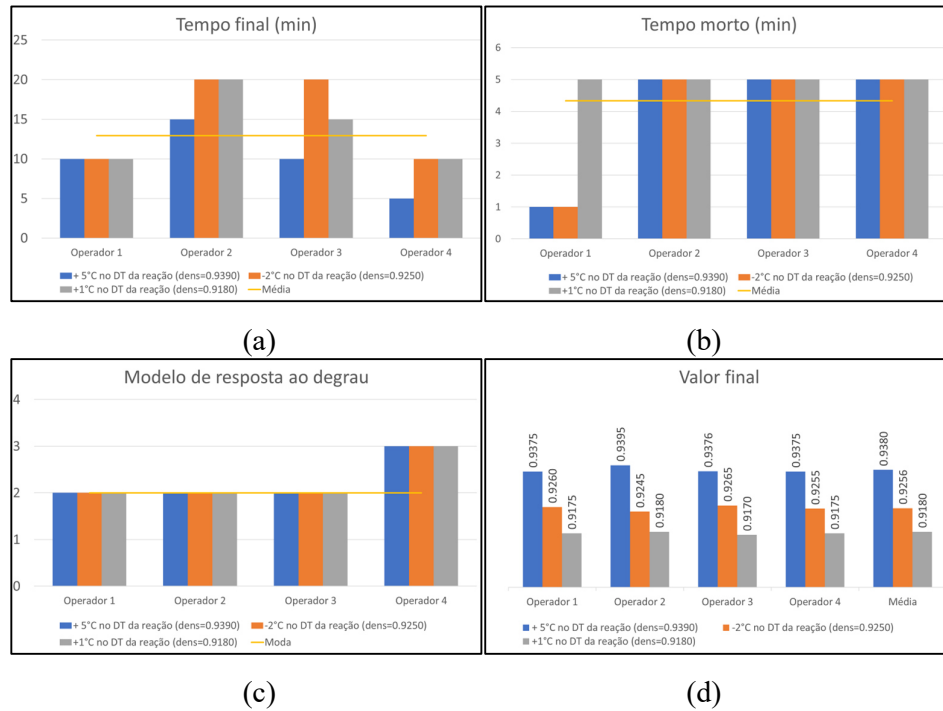 Tempo final (min)
25
20
15
10
5
0
Operador 1 Operador 2 Operador 3 Operador 4
+ 5°C no DT da reação (dens=0.9390) -2°C no DT da reação (dens=0.9250)
+1°C no DT da reação (dens=0.9180) Média
(a)
Tempo morto (min)
6
5
4
3
2
1
0
Operador 1 Operador 2 Operador 3 Operador 4
+ 5°C no DT da reação (dens=0.9390) -2°C no DT da reação (dens=0.9250)
+1°C no DT da reação (dens=0.9180) Média
(b)
Modelo de resposta ao degrau
4
3
2
1
0
Operador 1 Operador 2 Operador 3 Operador 4
+ 5°C no DT da reação (dens=0.9390) -2°C no DT da reação (dens=0.9250)
+1°C no DT da reação (dens=0.9180) Moda
(c)
Valor final
0.9375 0.9260 0.9175 0.9395 0.9245 0.9180 0.9376 0.9265 0.9170 0.9375 0.9255 0.9175 0.9380 0.9256 0.9180
Operador 1 Operador 2 Operador 3 Operador 4 Média
+ 5°C no DT da reação (dens=0.9390) -2°C no DT da reação (dens=0.9250)
+1°C no DT da reação (dens=0.9180)
(d)